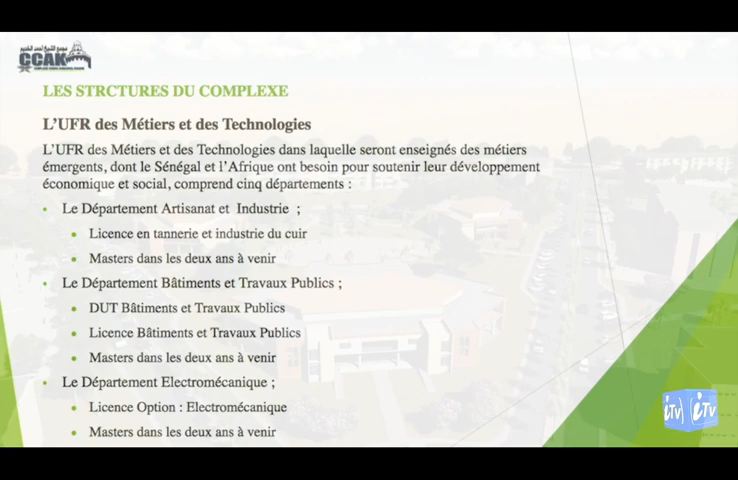 مجمع الشيخ أحمد الخديم
CCAK
LES STRCTURES DU COMPLEXE
L’UFR des Métiers et des Technologies
L’UFR des Métiers et des Technologies dans laquelle seront enseignés des métiers
émergents, dont le Sénégal et l’Afrique ont besoin pour soutenir leur développement
économique et social, comprend cinq départements :
• Le Département Artisanat et Industrie ;
• Licence en tannerie et industrie du cuir
• Masters dans les deux ans à venir
• Le Département Bâtiments et Travaux Publics ;
• DUT Bâtiments et Travaux Publics
• Licence Bâtiments et Travaux Publics
• Masters dans les deux ans à venir
• Le Département Electromécanique ;
• Licence Option : Electromécanique
• Masters dans les deux ans à venir
iTV iTV